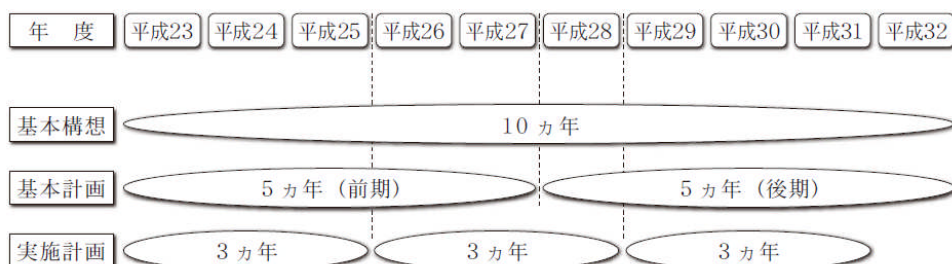 年度 平成23 平成24 平成25 平成26 平成27 平成28 平成29 平成30 平成31 平成32
基本構想 10ヵ年
基本計画 5ヵ年(前期) 5ヵ年(後期)
実施計画 3ヵ年 3ヵ年 3ヵ年